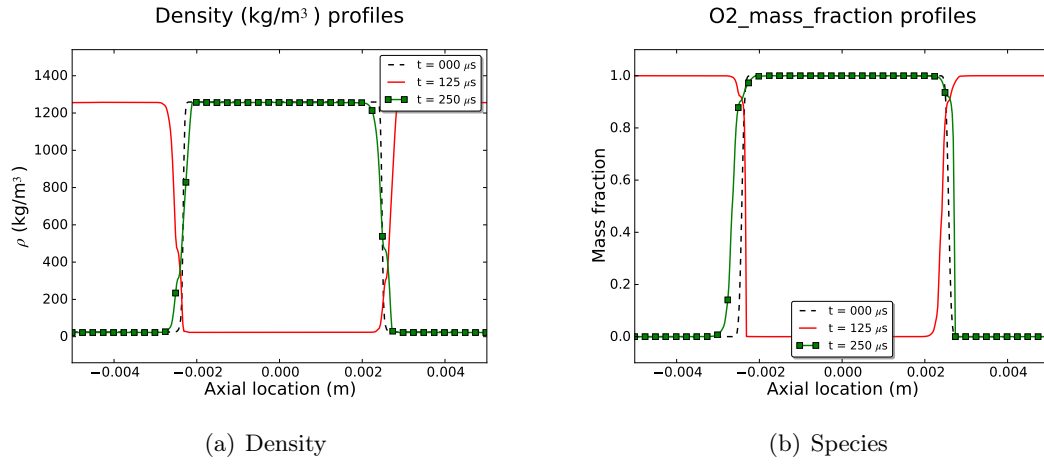 Density (kg/m³) profiles
1400
1200
1000
800
600
400
200
0
ρ (kg/m³)
t = 000 μs
t = 125 μs
t = 250 μs
−0.004 −0.002 0.000 0.002 0.004
Axial location (m)
(a) Density
O2_mass_fraction profiles
1.0
0.8
0.6
0.4
0.2
0.0
Mass fraction
t = 000 μs
t = 125 μs
t = 250 μs
−0.004 −0.002 0.000 0.002 0.004
Axial location (m)
(b) Species